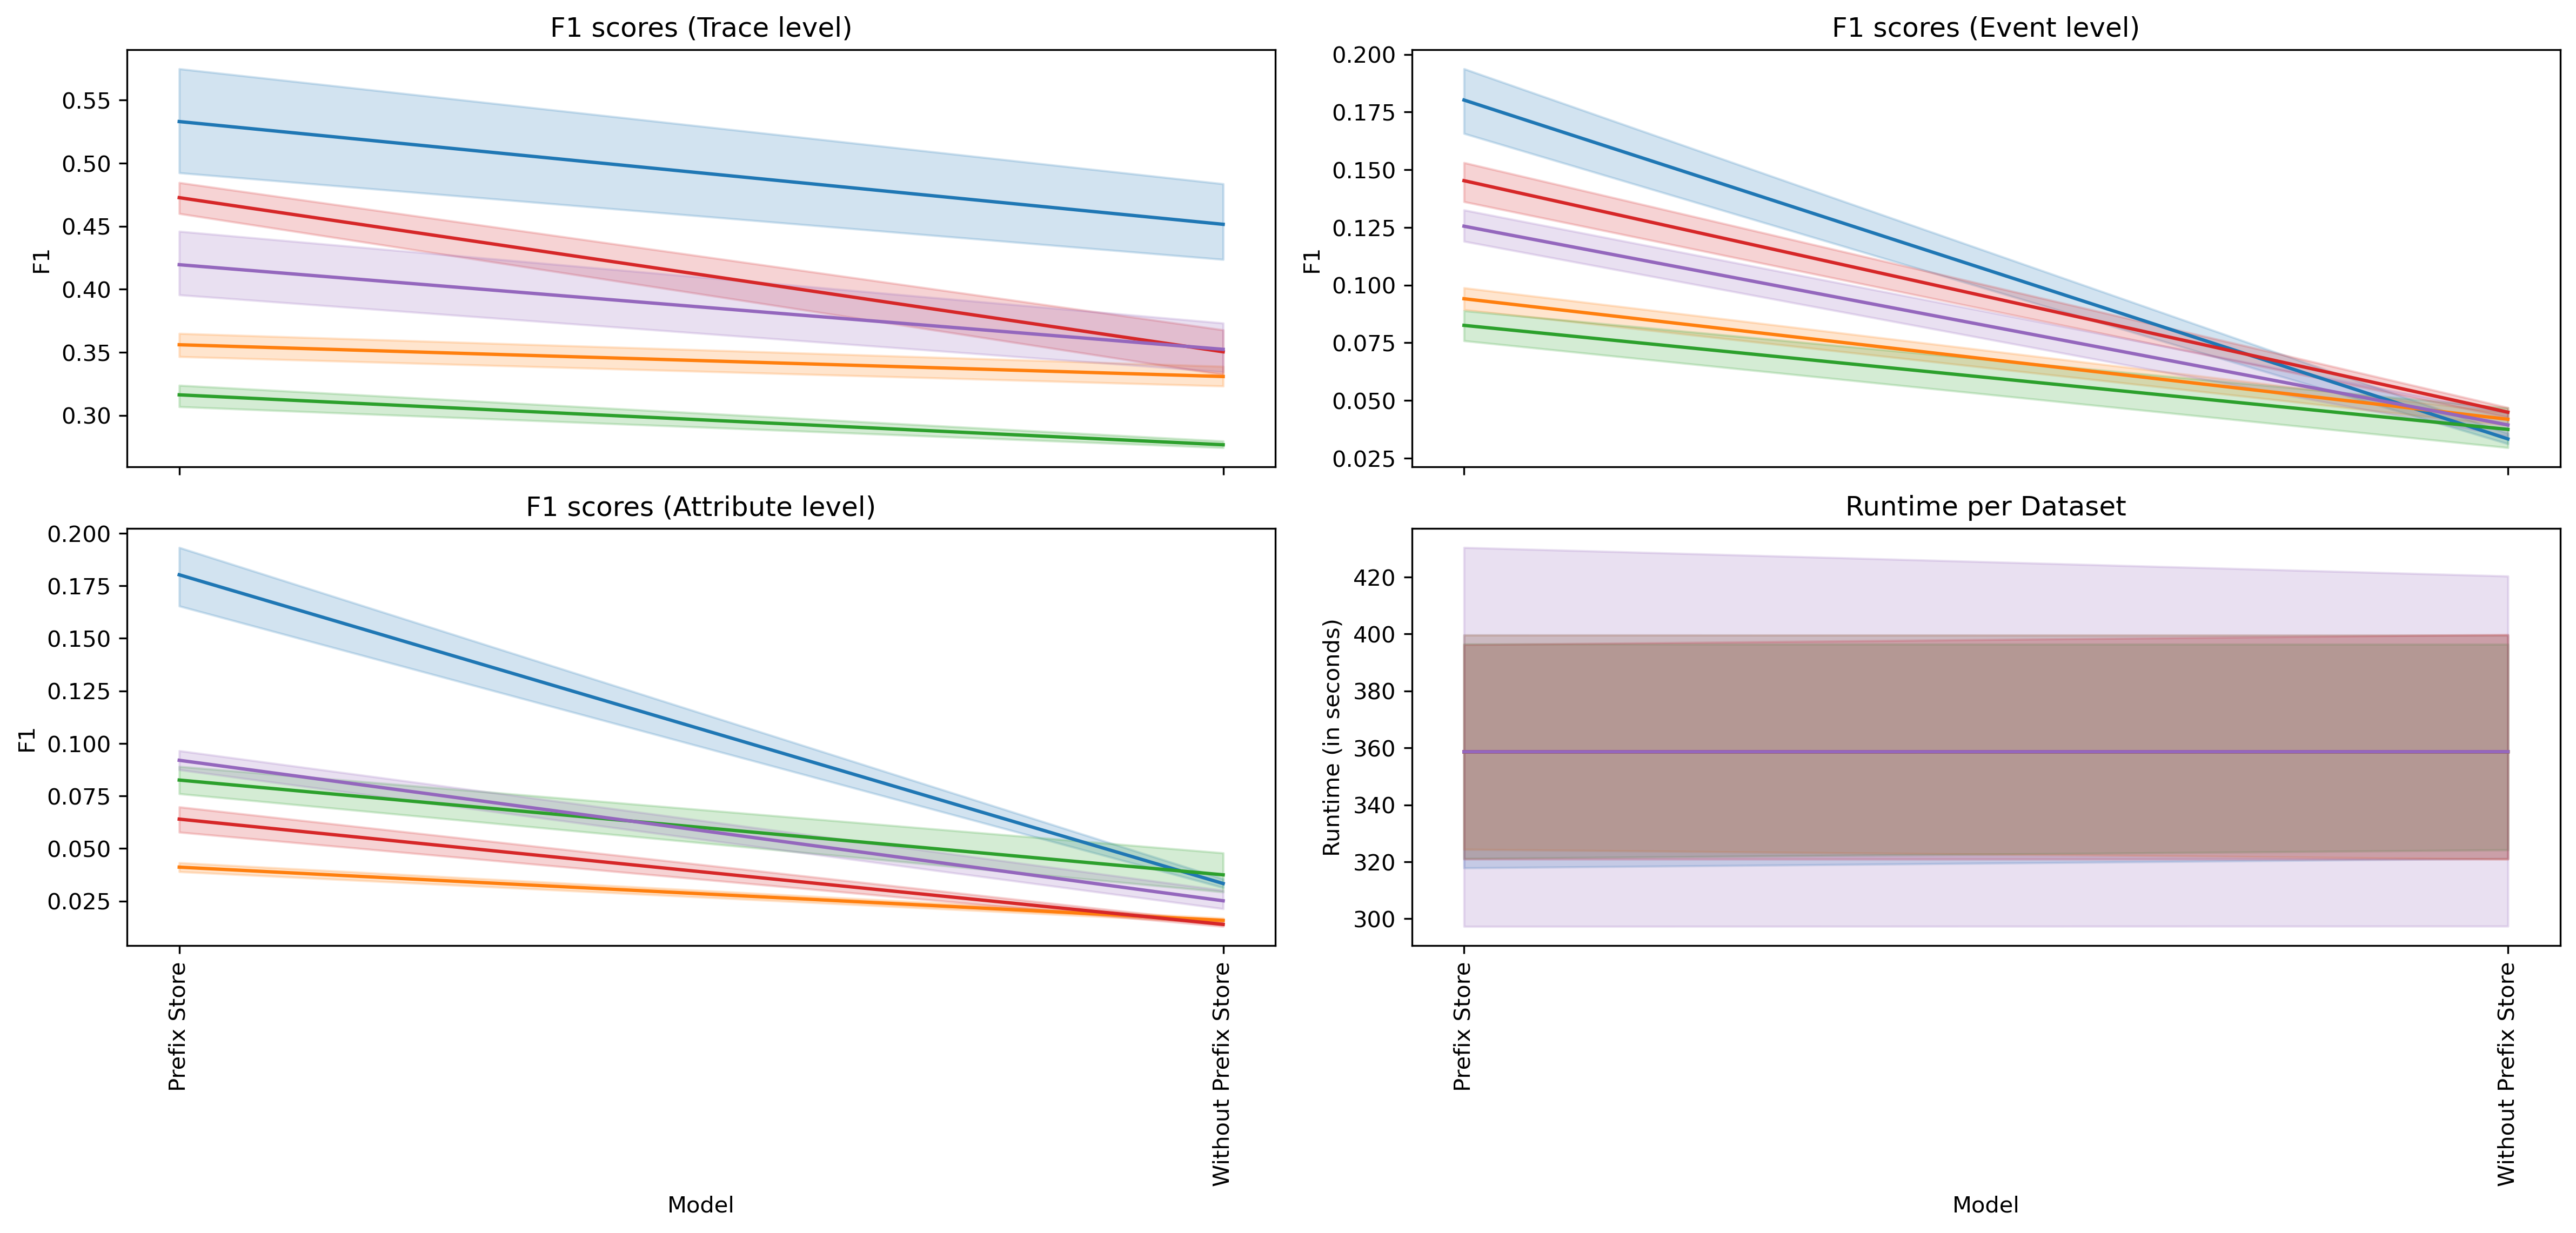 F1 scores (Trace level)
F1
0.55
0.50
0.45
0.40
0.35
0.30
F1 scores (Event level)
F1
0.200
0.175
0.150
0.125
0.100
0.075
0.050
0.025
F1 scores (Attribute level)
F1
0.200
0.175
0.150
0.125
0.100
0.075
0.050
0.025
Prefix Store
Without Prefix Store
Model
Runtime per Dataset
Runtime (in seconds)
420
400
380
360
340
320
300
Prefix Store
Without Prefix Store
Model